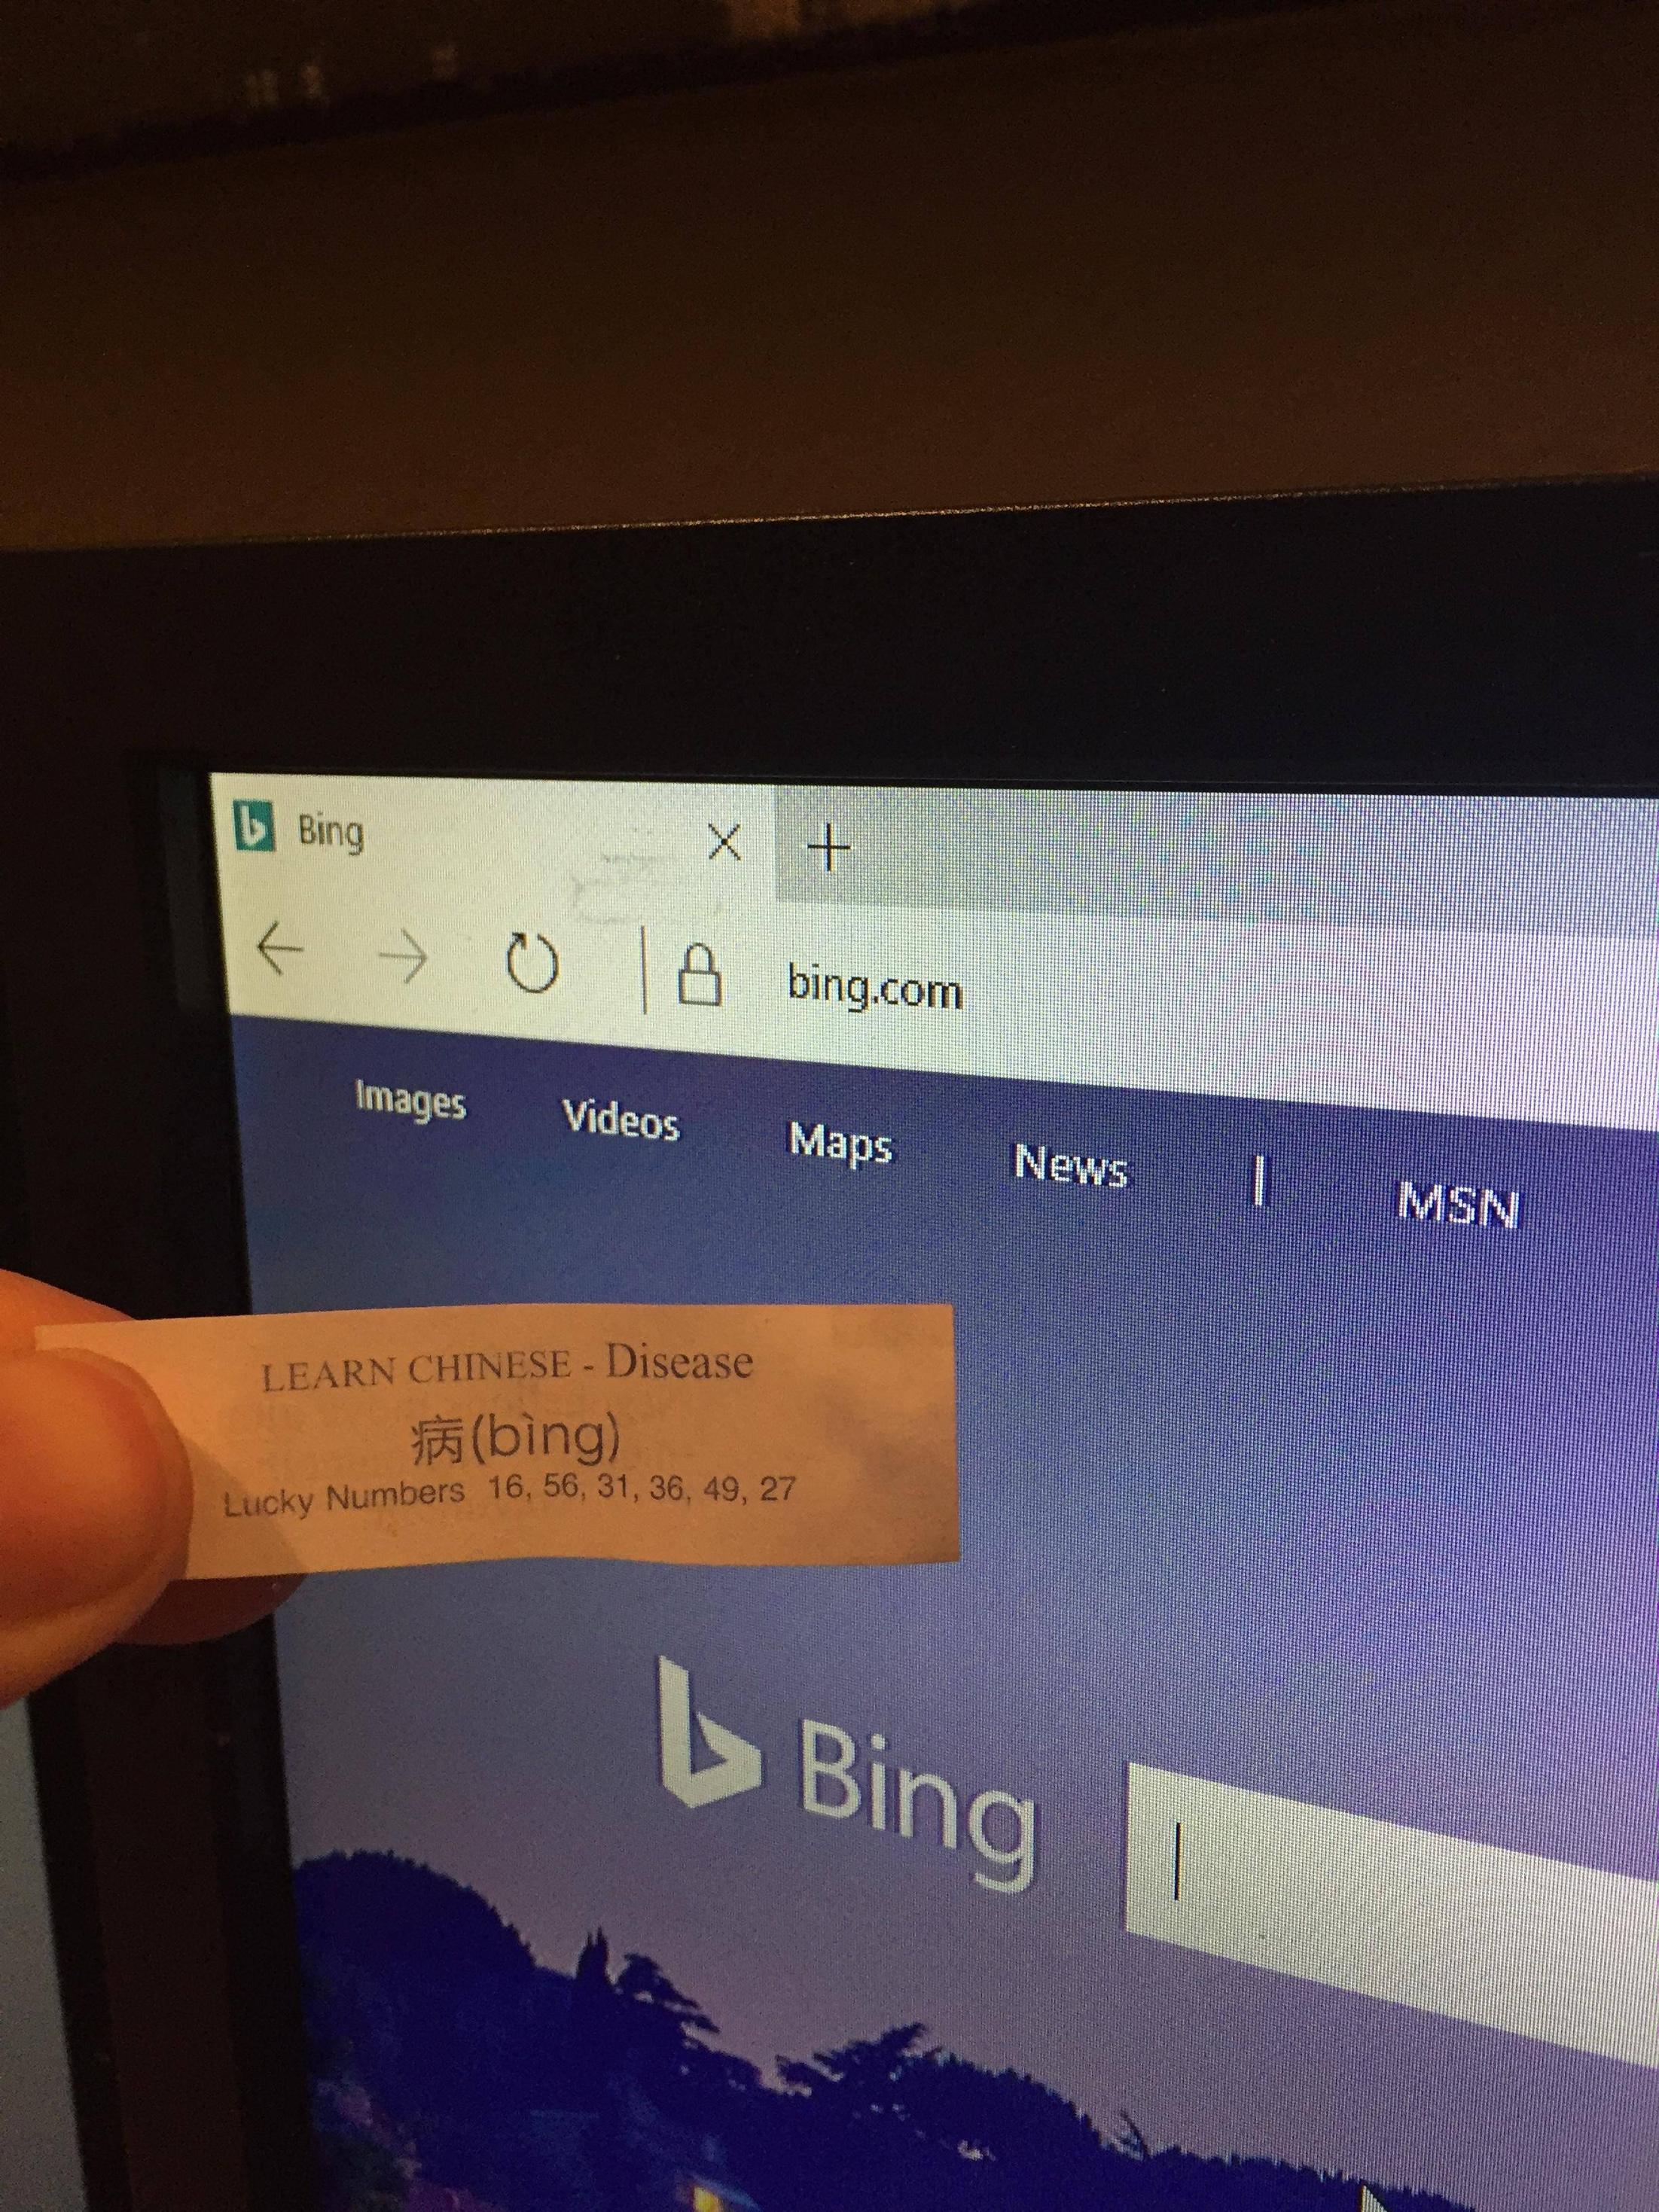 Bing
bing.com
Images Videos Maps News | MSN
LEARN CHINESE - Disease
病(bìng)
Lucky Numbers 16, 56, 31, 36, 49, 27
Bing